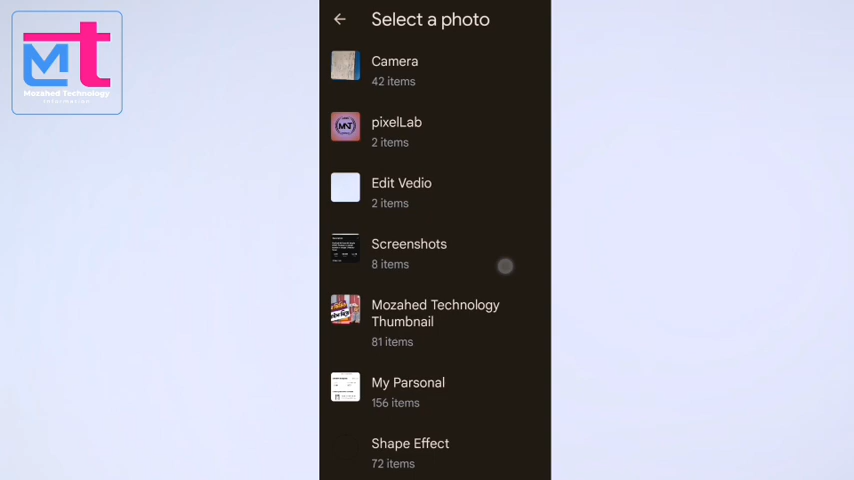 Mozahed Technology
Information
Select a photo
Camera
42 items
pixelLab
2 items
Edit Vedio
2 items
Screenshots
8 items
Mozahed Technology
Thumbnail
81 items
My Parsonal
156 items
Shape Effect
72 items